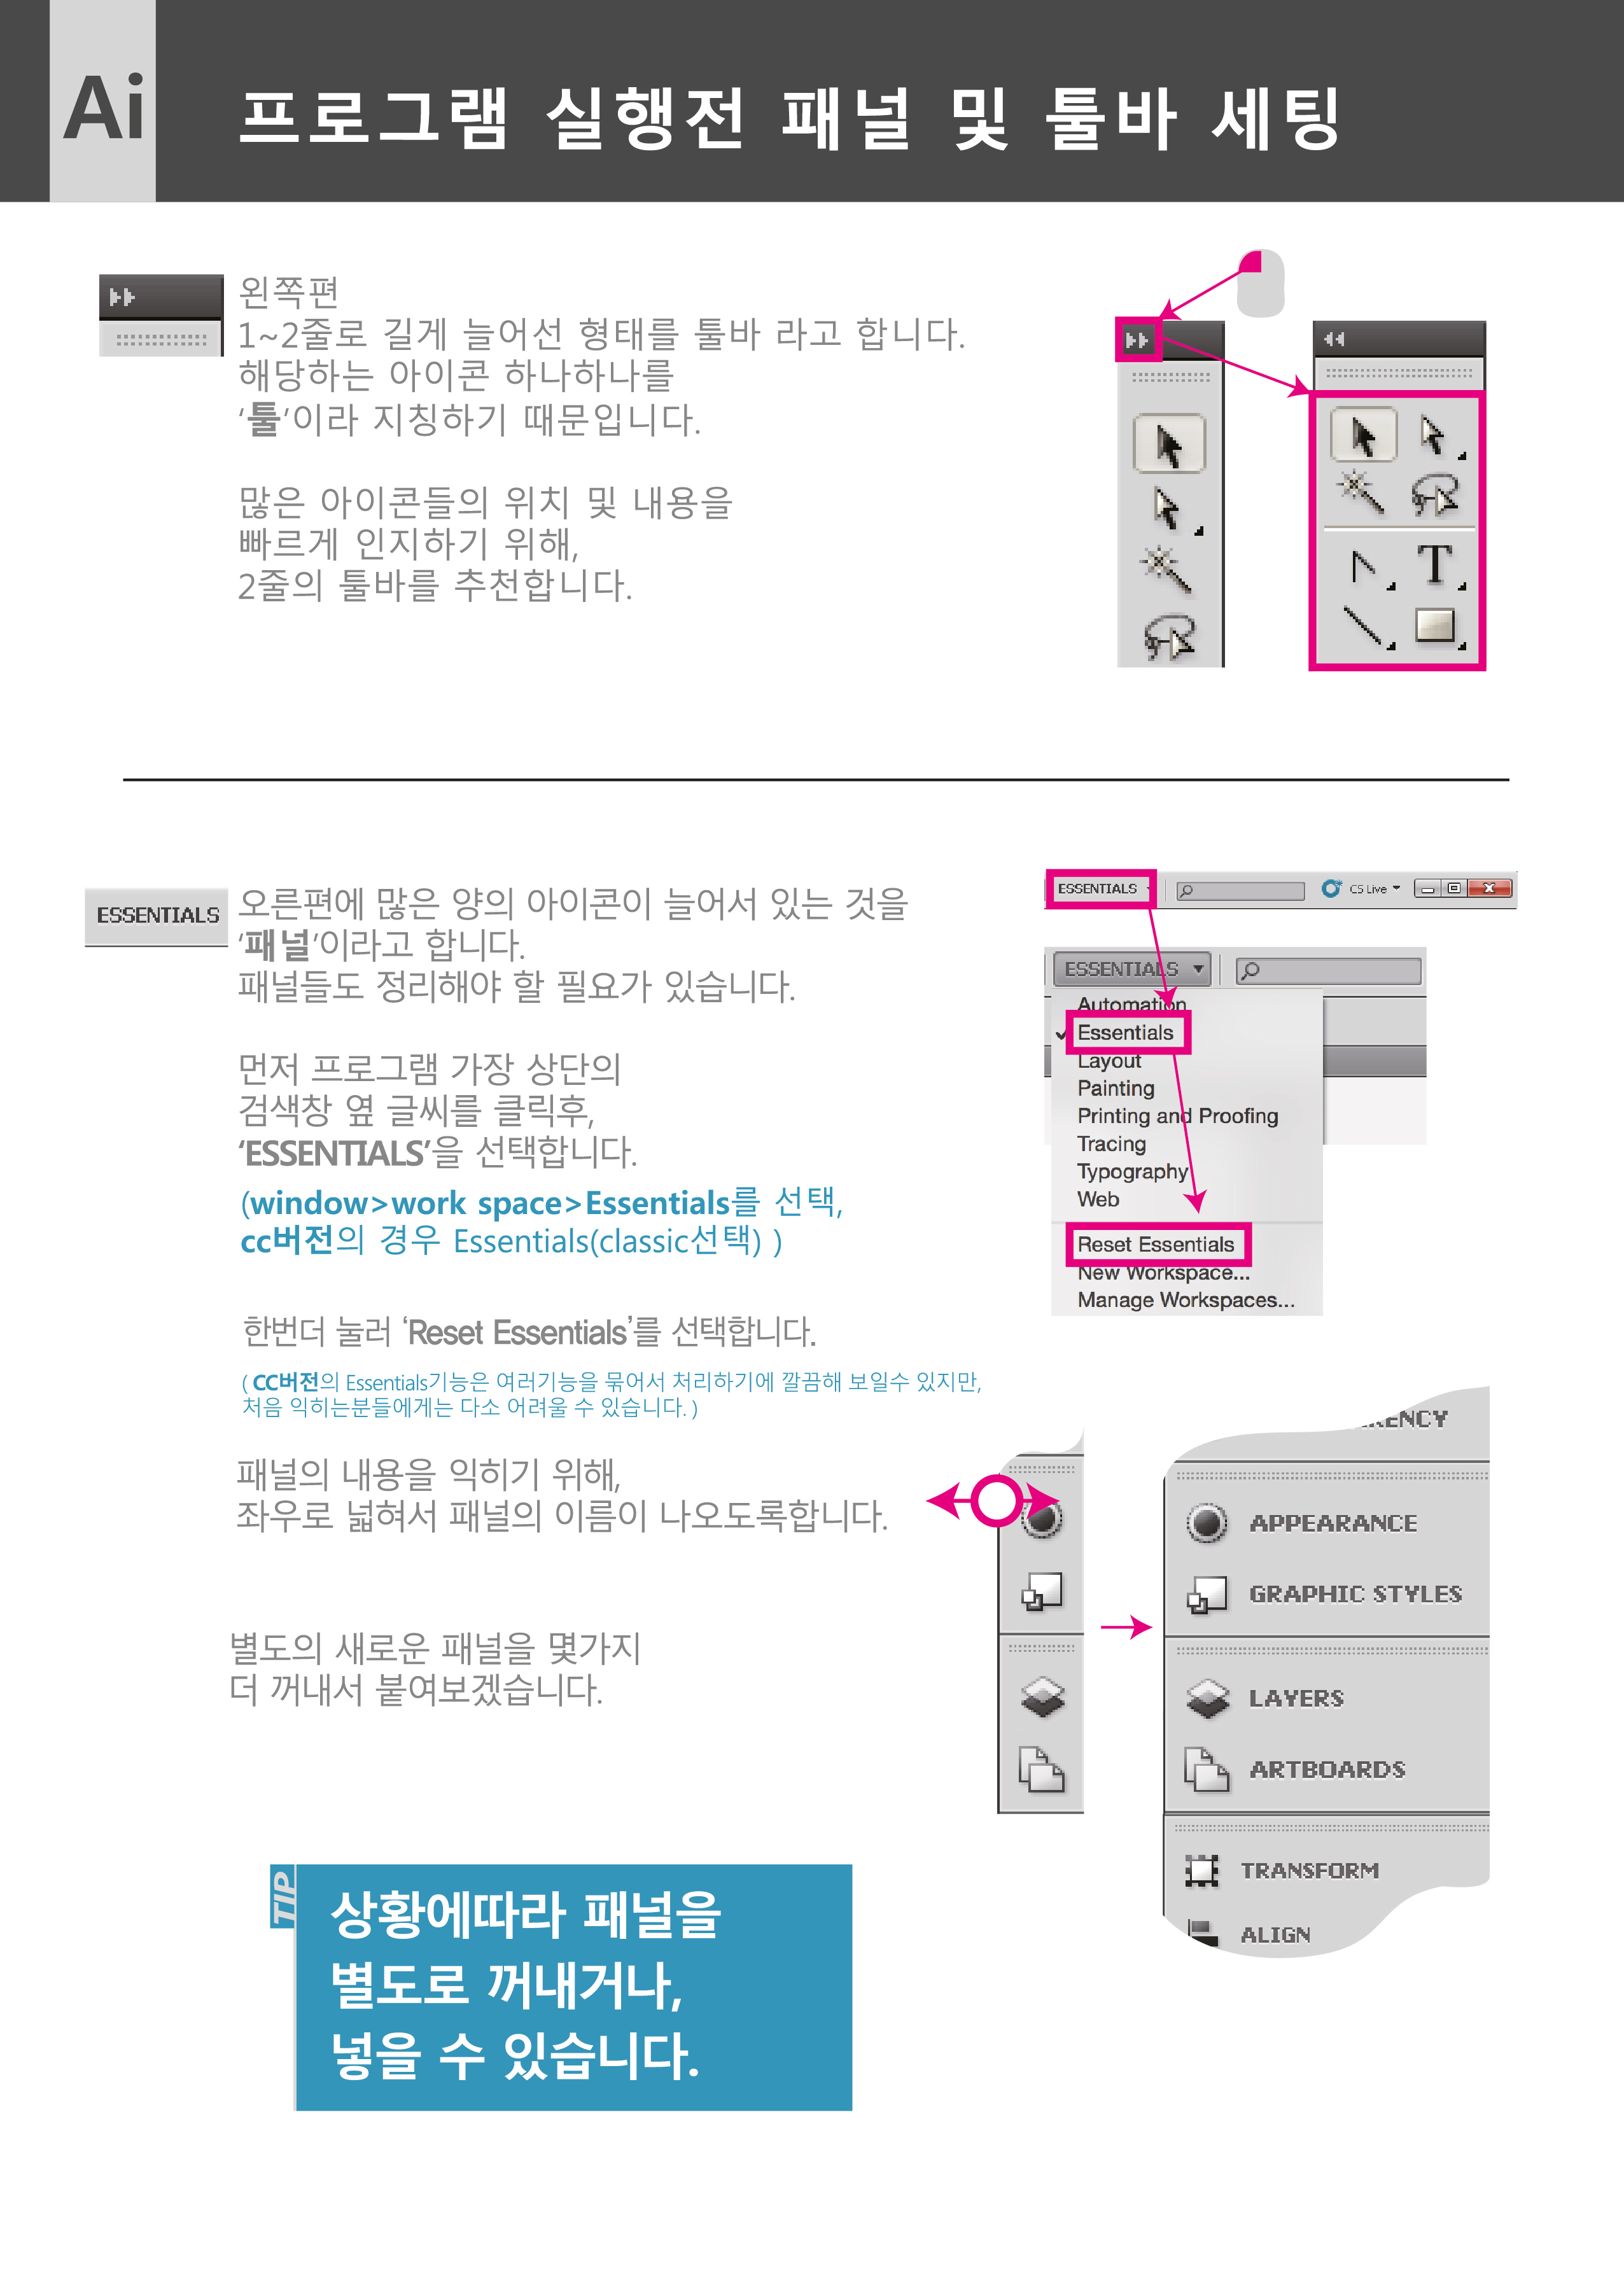 Ai
프로그램 실행전 패널 및 툴바 세팅
왼쪽편
1~2줄로 길게 늘어선 형태를 툴바 라고 합니다.
해당하는 아이콘 하나하나를
‘툴’이라 지칭하기 때문입니다.
많은 아이콘들의 위치 및 내용을
빠르게 인지하기 위해,
2줄의 툴바를 추천합니다.
T
ESSENTIALS
오른편에 많은 양의 아이콘이 늘어서 있는 것을
‘패널’이라고 합니다.
패널들도 정리해야 할 필요가 있습니다.
먼저 프로그램 가장 상단의
검색창 옆 글씨를 클릭후,
‘ESSENTIALS’을 선택합니다.
(window>work space>Essentials를 선택,
cc버전의 경우 Essentials(classic선택) )
한번더 눌러 ‘Reset Essentials’를 선택합니다.
( CC버전의 Essentials기능은 여러기능을 묶어서 처리하기에 깔끔해 보일수 있지만,
처음 익히는분들에게는 다소 어려울 수 있습니다. )
패널의 내용을 익히기 위해,
좌우로 넓혀서 패널의 이름이 나오도록합니다.
별도의 새로운 패널을 몇가지
더 꺼내서 붙여보겠습니다.
ESSENTIALS
CS Live
ESSENTIALS
Automation
Essentials
Layout
Painting
Printing and Proofing
Tracing
Typography
Web
Reset Essentials
New Workspace...
Manage Workspaces...
APPEARANCE
GRAPHIC STYLES
LAYERS
ARTBOARDS
TRANSFORM
ALIGN
TIP
상황에따라 패널을
별도로 꺼내거나,
넣을 수 있습니다.